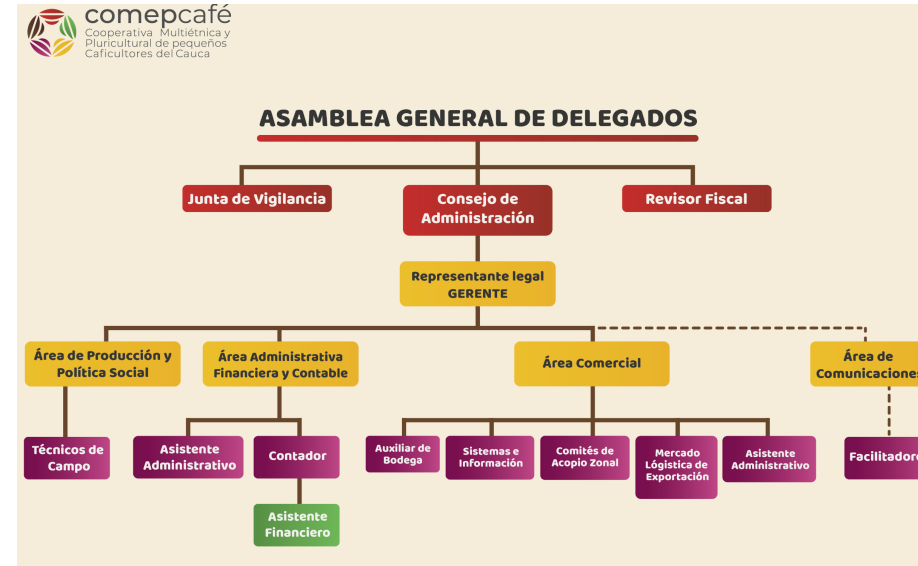 comepcafé
Cooperativa Multiétnica y
Pluricultural de pequeños
Caficultores del Cauca
ASAMBLEA GENERAL DE DELEGADOS
Junta de Vigilancia
Consejo de
Administración
Revisor Fiscal
Representante legal
GERENTE
Área de Producción y
Política Social
Área Administrativa
Financiera y Contable
Área Comercial
Área de
Comunicaciones
Técnicos de
Campo
Asistente
Administrativo
Contador
Auxiliar de
Bodega
Sistemas e
Información
Comités de
Acopio Zonal
Mercado
Lógistica de
Exportación
Asistente
Administrativo
Facilitadore
Asistente
Financiero